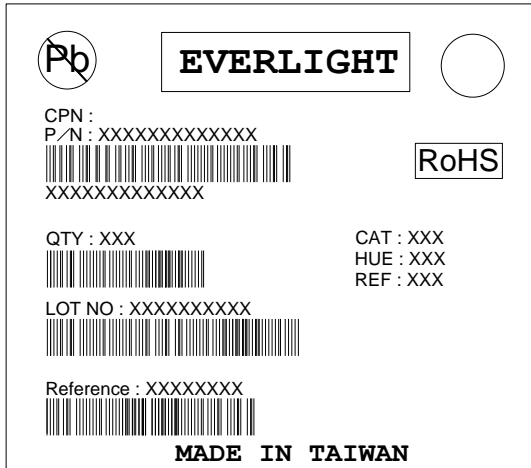 Pb
EVERLIGHT
CPN :
P/N : XXXXXXXXXXXXX
RoHS
XXXXXXXXXXXXX
QTY : XXX
CAT : XXX
HUE : XXX
REF : XXX
LOT NO : XXXXXXXXXX
Reference : XXXXXXXX
MADE IN TAIWAN